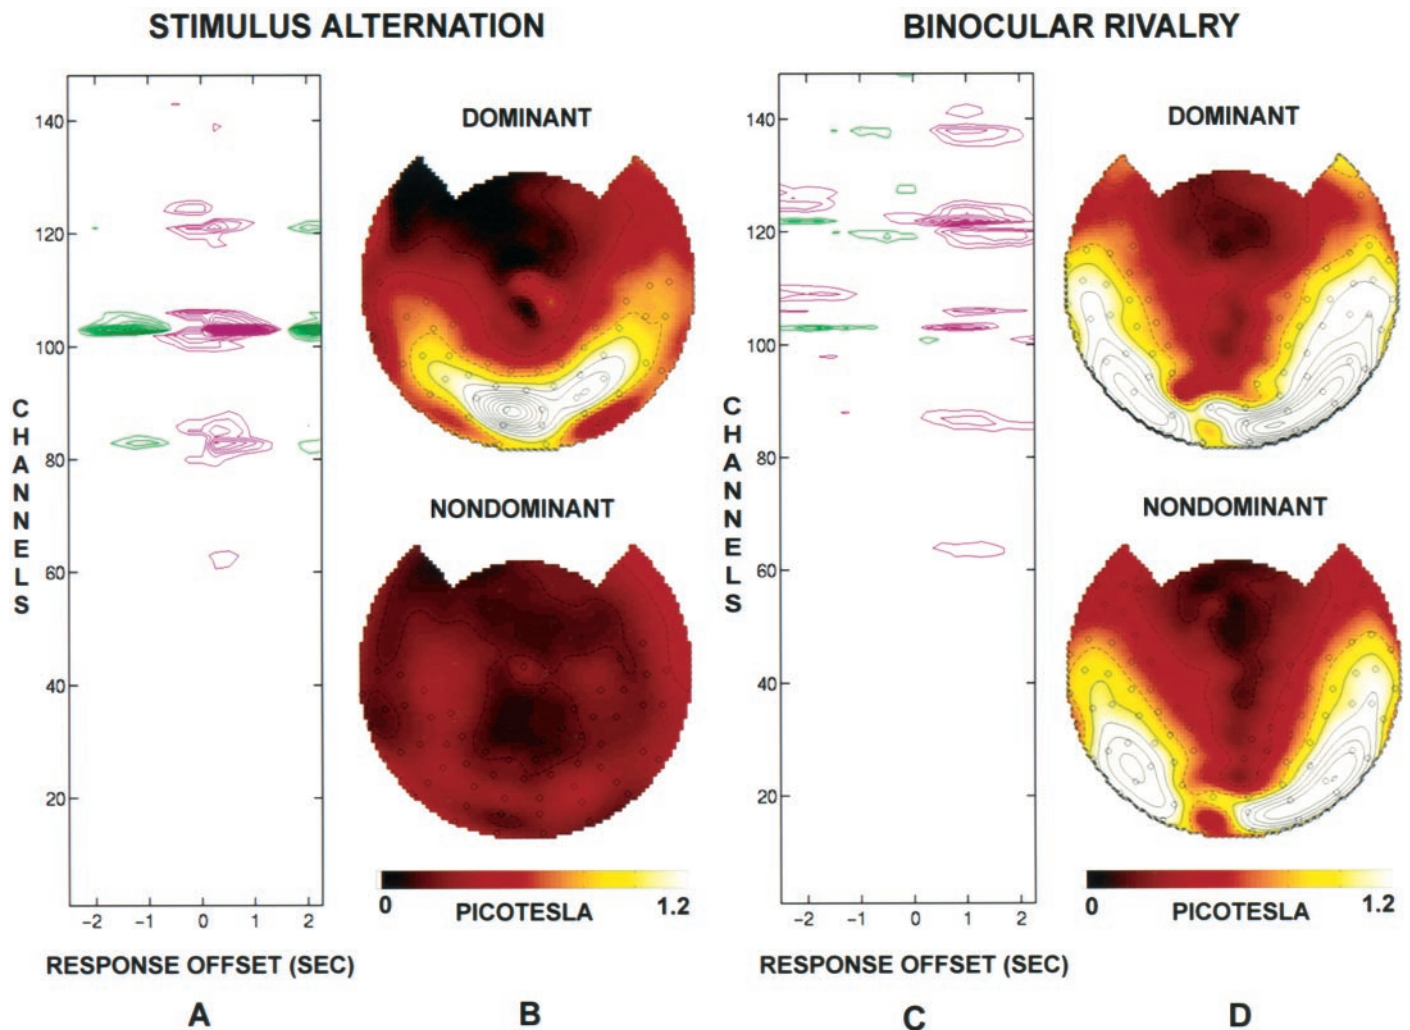 STIMULUS ALTERNATION
BINOCULAR RIVALRY
140
120
100
80
60
40
20
-2 -1 0 1 2
CHANNELS
RESPONSE OFFSET (SEC)
A
DOMINANT
NONDOMINANT
0 1.2
PICOTESLA
B
140
120
100
80
60
40
20
-2 -1 0 1 2
CHANNELS
RESPONSE OFFSET (SEC)
C
DOMINANT
NONDOMINANT
0 1.2
PICOTESLA
D